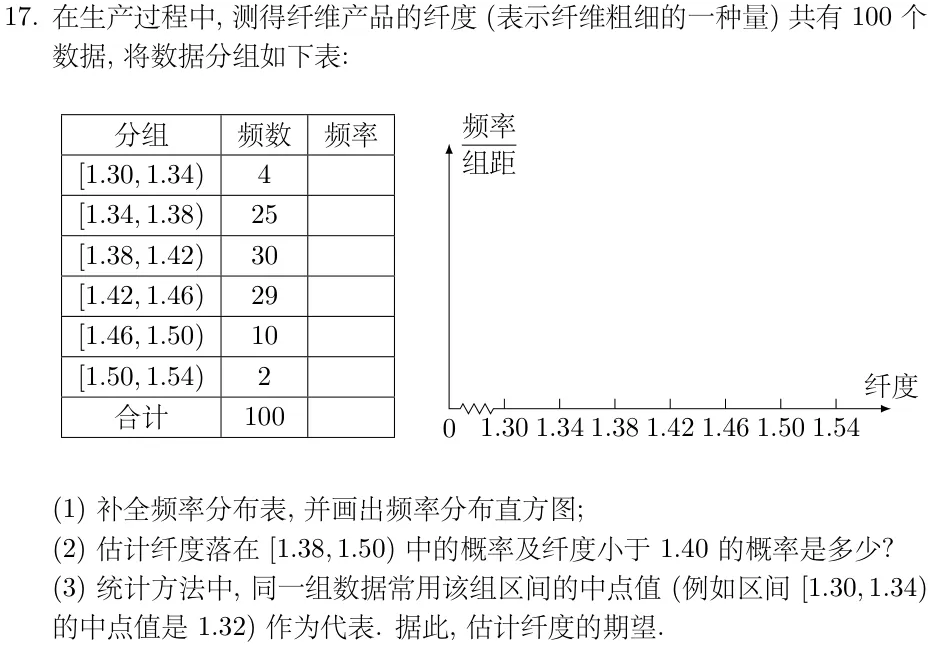 17. 在生产过程中, 测得纤维产品的纤度 (表示纤维粗细的一种量) 共有 100 个
数据, 将数据分组如下表:
分组 频数 频率
[1.30, 1.34) 4
[1.34, 1.38) 25
[1.38, 1.42) 30
[1.42, 1.46) 29
[1.46, 1.50) 10
[1.50, 1.54) 2
合计 100
频率
组距
纤度
0 1.30 1.34 1.38 1.42 1.46 1.50 1.54
(1) 补全频率分布表, 并画出频率分布直方图;
(2) 估计纤度落在 [1.38, 1.50) 中的概率及纤度小于 1.40 的概率是多少?
(3) 统计方法中, 同一组数据常用该组区间的中点值 (例如区间 [1.30, 1.34)
的中点值是 1.32) 作为代表. 据此, 估计纤度的期望.